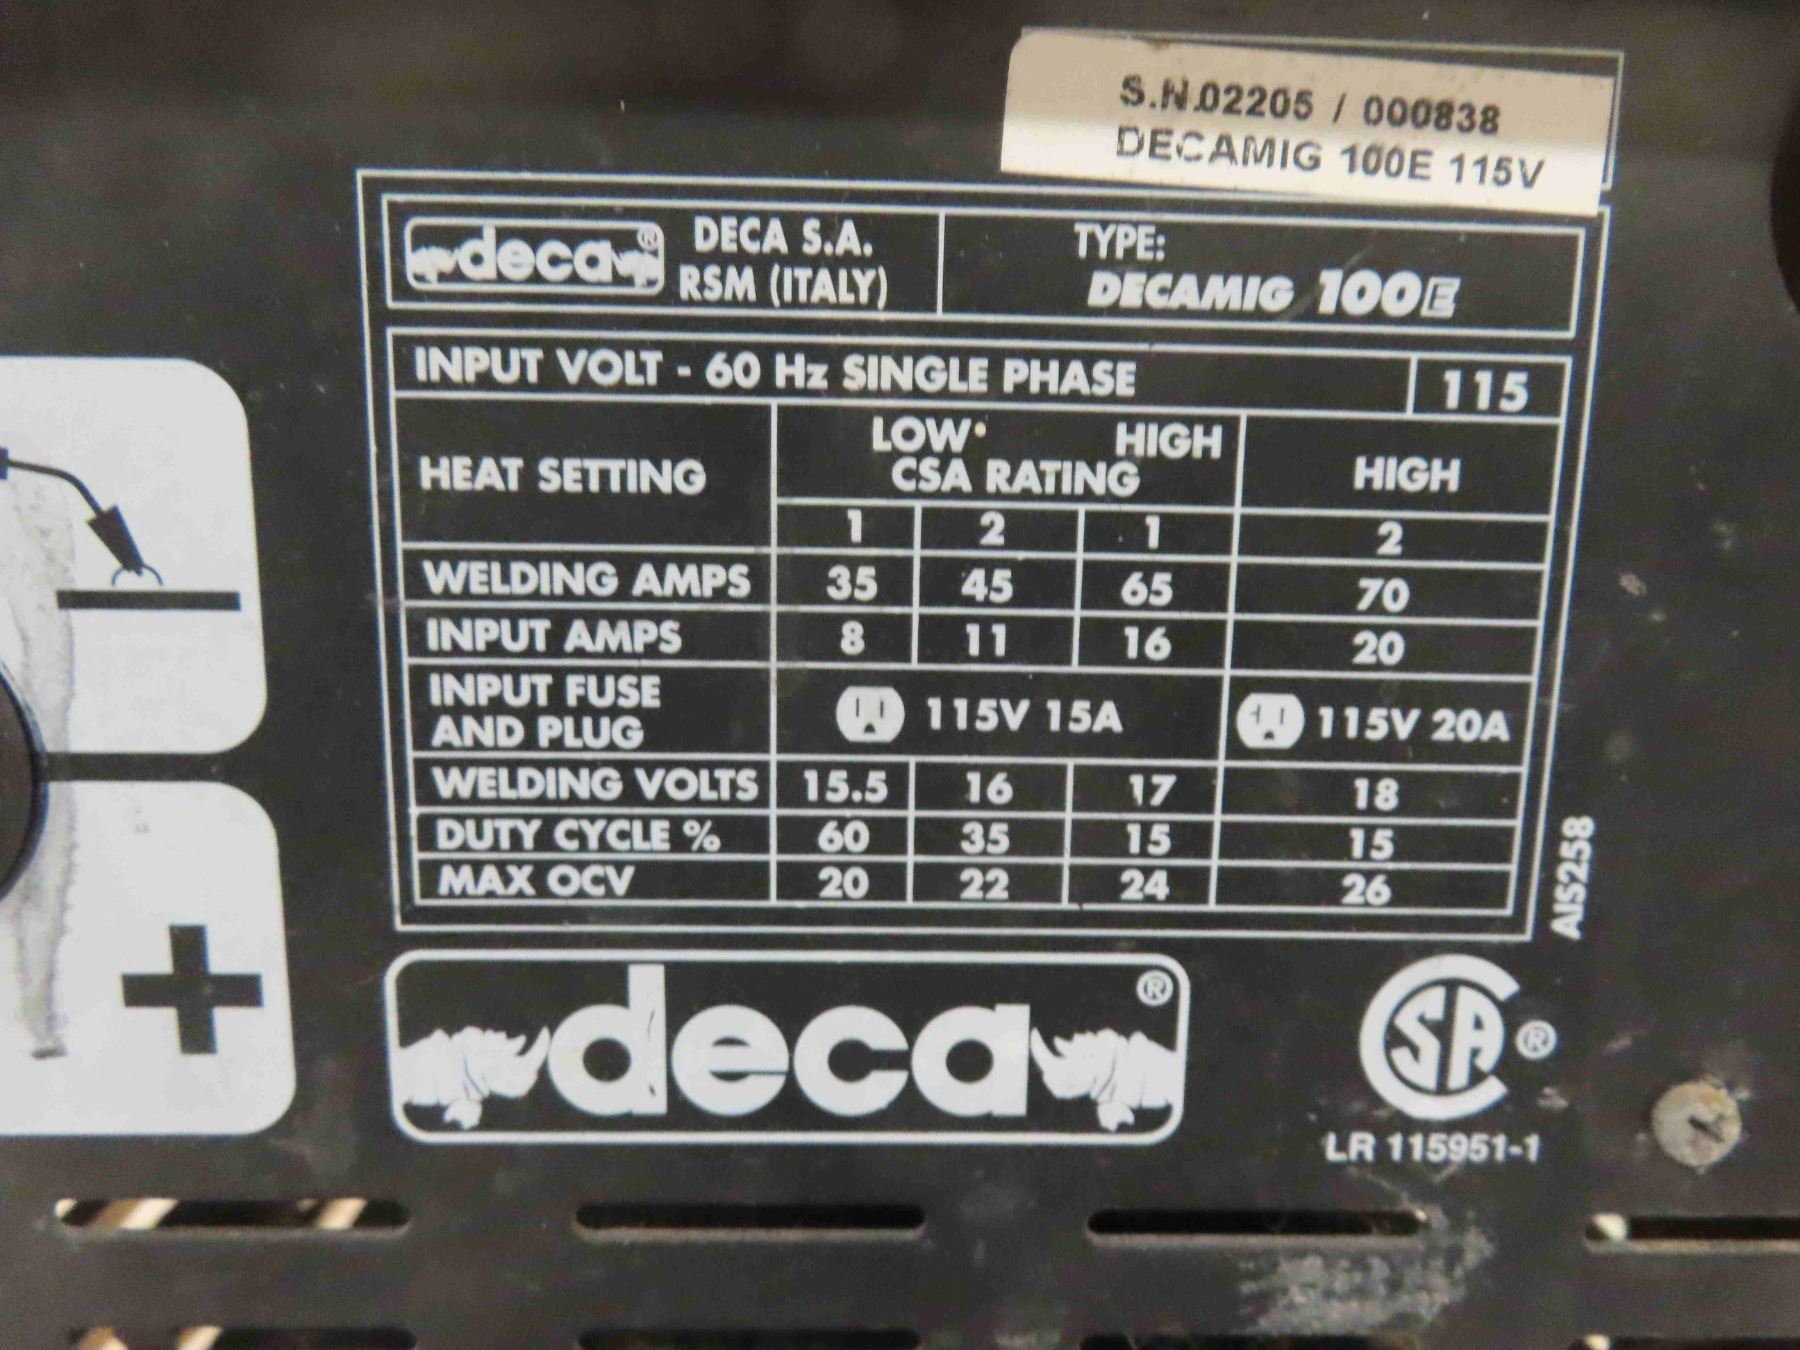 S.N.02205 / 000838
DECAMIG 100E 115V
deca®
DECA S.A.
RSM (ITALY)
TYPE:
DECAMIG 100E
INPUT VOLT - 60 Hz SINGLE PHASE 115
HEAT SETTING
LOW HIGH
CSA RATING
HIGH
1 2 1 2
WELDING AMPS 35 45 65 70
INPUT AMPS 8 11 16 20
INPUT FUSE
AND PLUG
115V 15A 115V 20A
WELDING VOLTS 15.5 16 17 18
DUTY CYCLE % 60 35 15 15
MAX OCV 20 22 24 26
AIS258
deca®
SA®
LR 115951-1